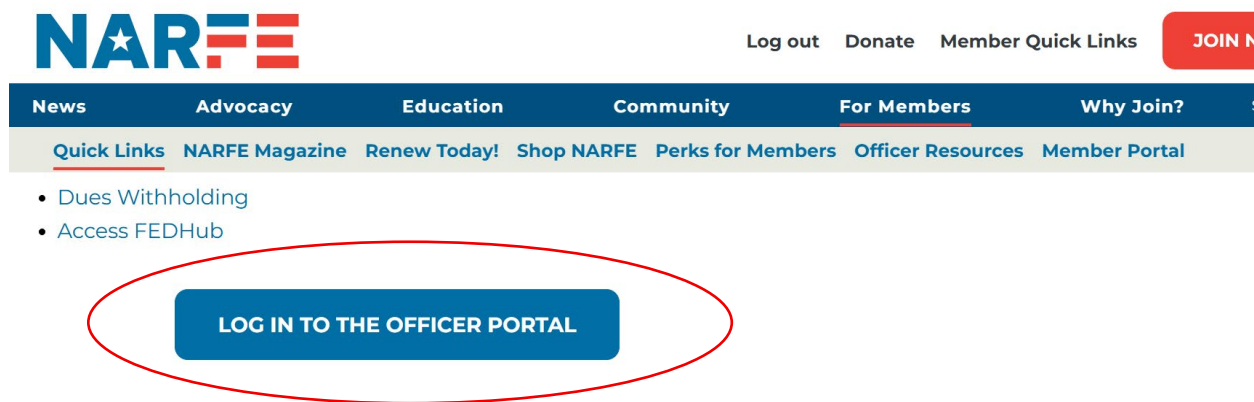 NARFE
Log out Donate Member Quick Links JOIN N
News Advocacy Education Community For Members Why Join?
Quick Links NARFE Magazine Renew Today! Shop NARFE Perks for Members Officer Resources Member Portal
• Dues Withholding
• Access FEDHub
LOG IN TO THE OFFICER PORTAL